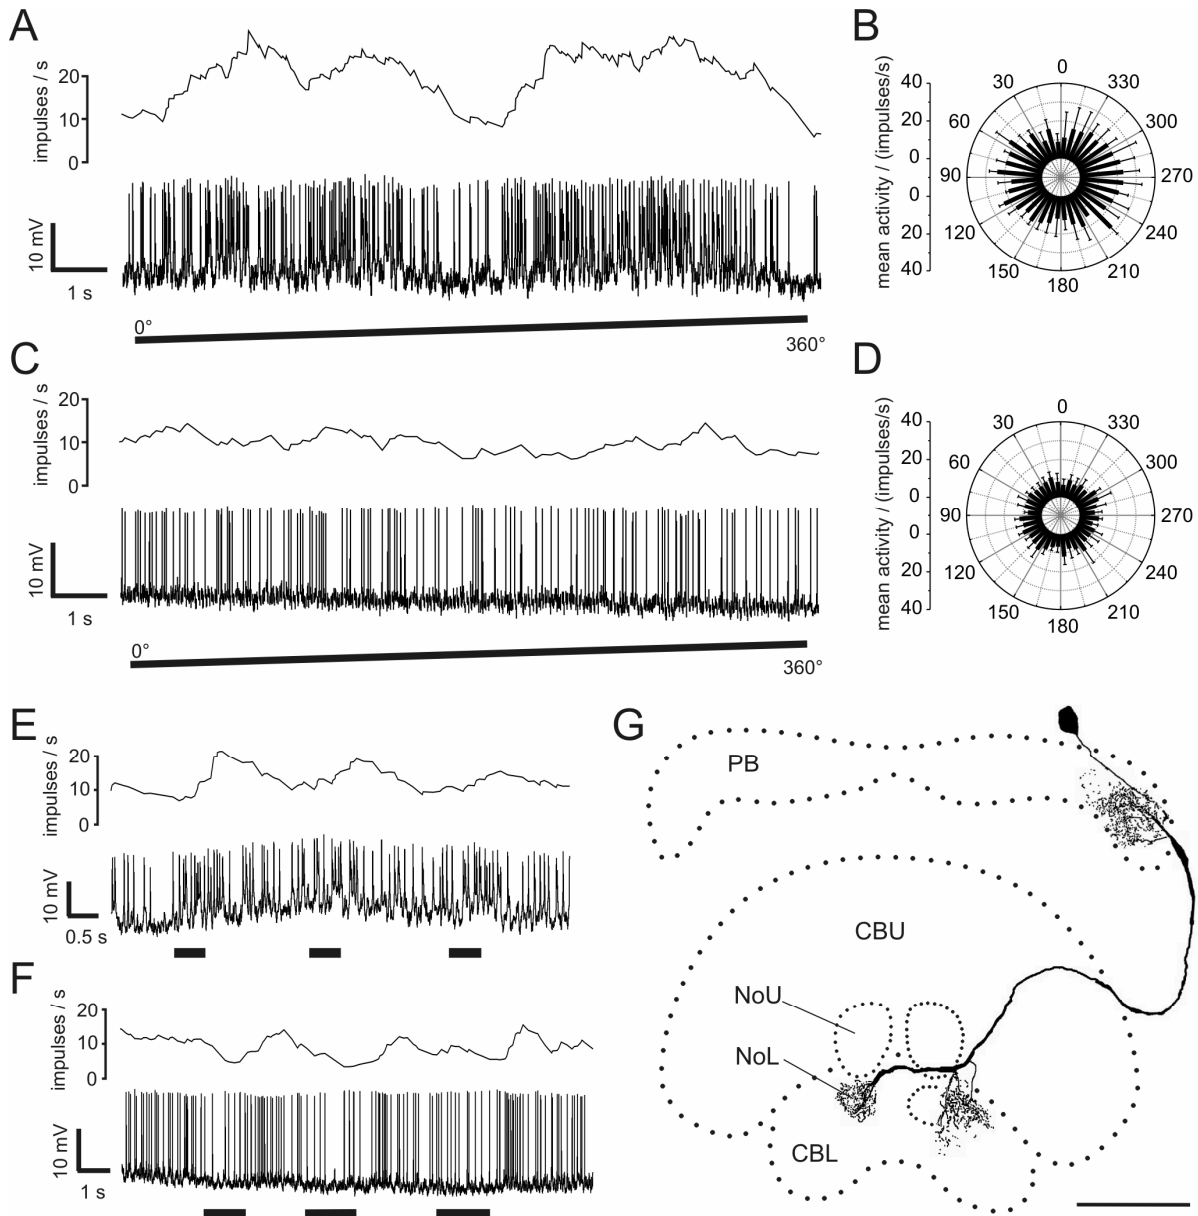 A
impulses / s
20
10
0
10 mV
1 s
0°
360°
B
mean activity / (impulses/s)
40
20
0
0
20
40
0
330
300
270
240
210
180
150
120
90
60
30
C
impulses / s
20
10
0
10 mV
1 s
0°
360°
D
mean activity / (impulses/s)
40
20
0
0
20
40
0
330
300
270
240
210
180
150
120
90
60
30
E
impulses / s
20
10
0
10 mV
0.5 s
F
impulses / s
20
10
0
10 mV
1 s
G
PB
CBU
NoU
NoL
CBL